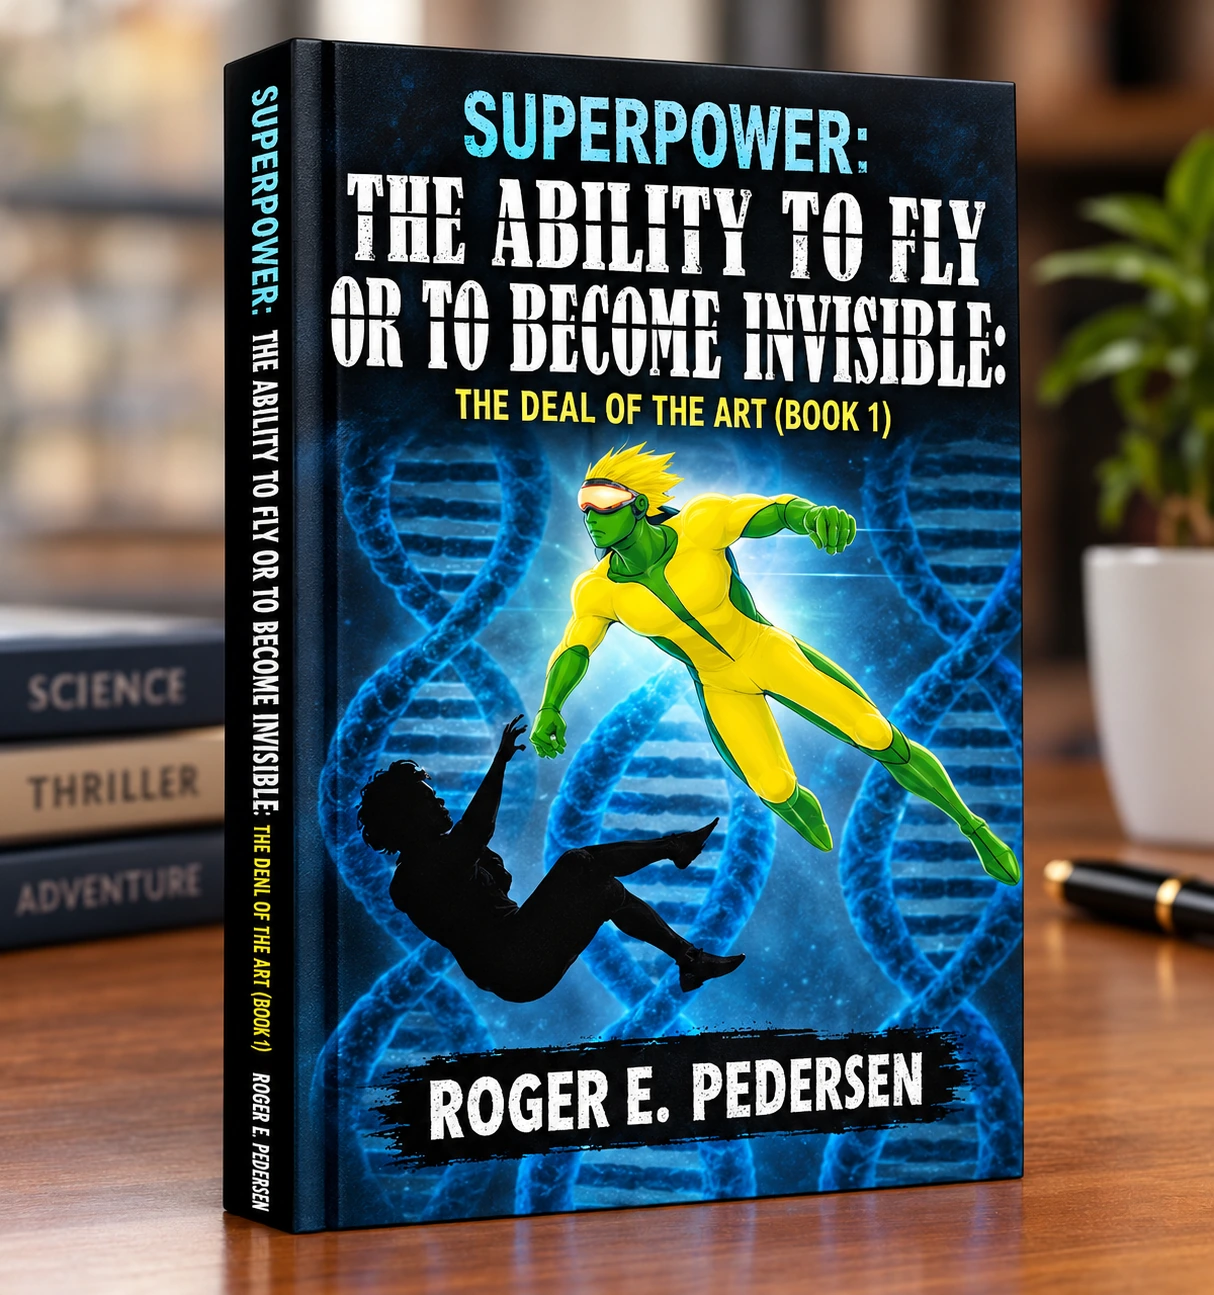 SUPERPOWER:
THE ABILITY TO FLY
OR TO BECOME INVISIBLE:
THE DEAL OF THE ART (BOOK 1)
ROGER E. PEDERSEN
SUPERPOWER: THE ABILITY TO FLY OR TO BECOME INVISIBLE: THE DENL OF THE ART (BOOK 1) ROGER E. PEDERSEN
SCIENCE
THRILLER
ADVENTURE